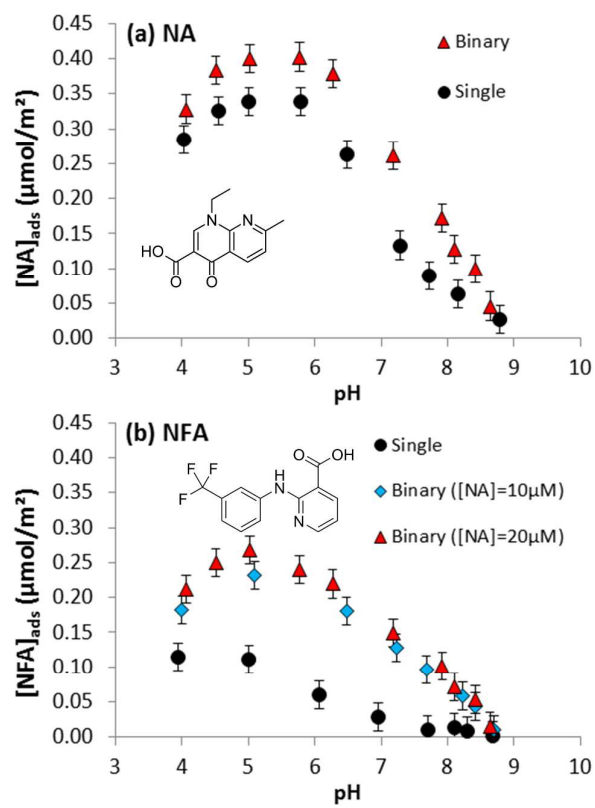 (a) NA
Binary
Single
[NA]ads (µmol/m²)
0.45
0.40
0.35
0.30
0.25
0.20
0.15
0.10
0.05
0.00
N
N
HO
O
O
3 4 5 6 7 8 9 10
pH
(b) NFA
Single
Binary ([NA]=10µM)
Binary ([NA]=20µM)
[NFA]ads (µmol/m²)
0.45
0.40
0.35
0.30
0.25
0.20
0.15
0.10
0.05
0.00
O OH
F F
F
H
N
N
3 4 5 6 7 8 9 10
pH